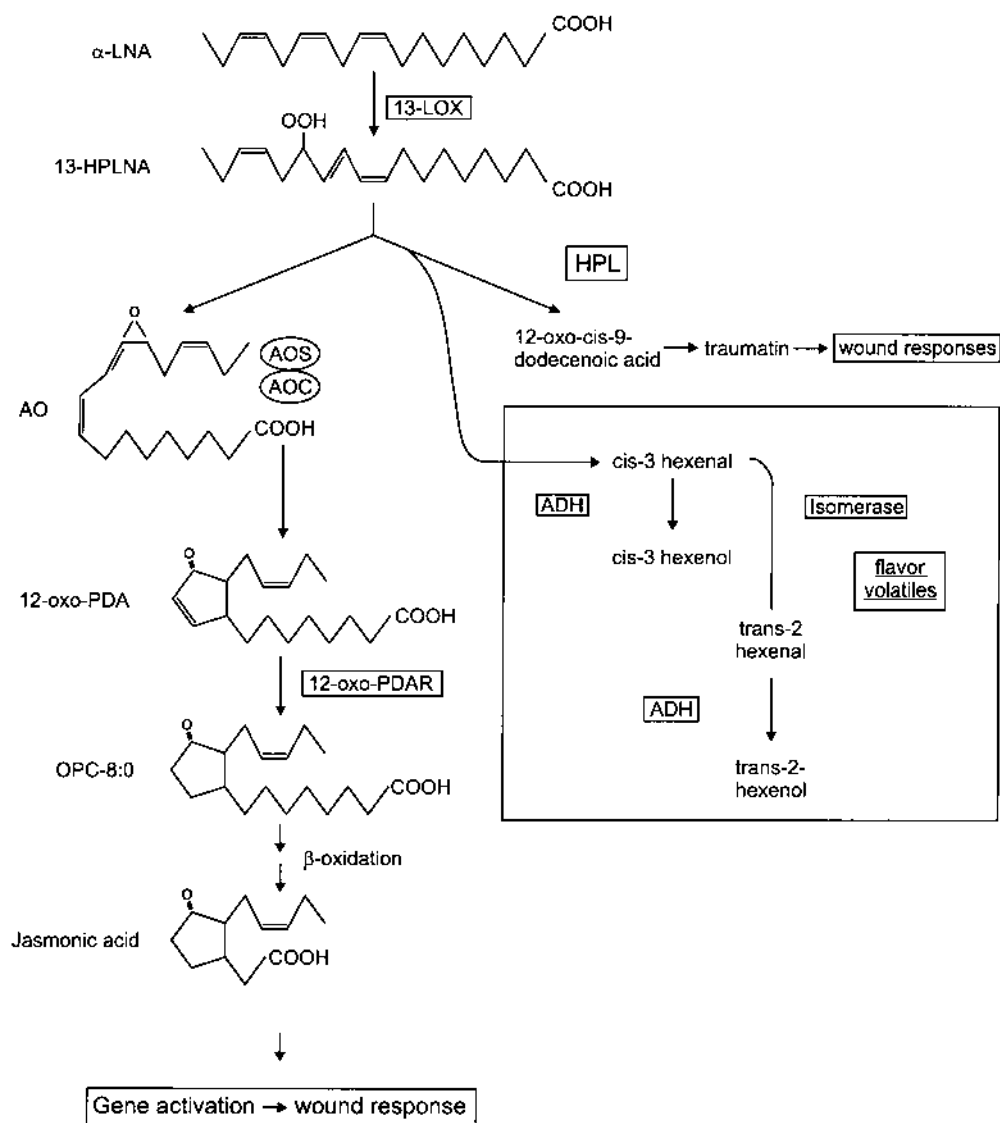 COOH
α-LNA
13-LOX
OOH
13-HPLNA
COOH
HPL
O
AOS
AOC
AO
COOH
12-oxo-cis-9-
dodecenoic acid
traumatin
wound responses
cis-3 hexenal
ADH
Isomerase
cis-3 hexenol
flavor
volatiles
trans-2
hexenal
ADH
trans-2-
hexenol
O
12-oxo-PDA
COOH
12-oxo-PDAR
O
OPC-8:0
COOH
β-oxidation
O
Jasmonic acid
COOH
Gene activation → wound response